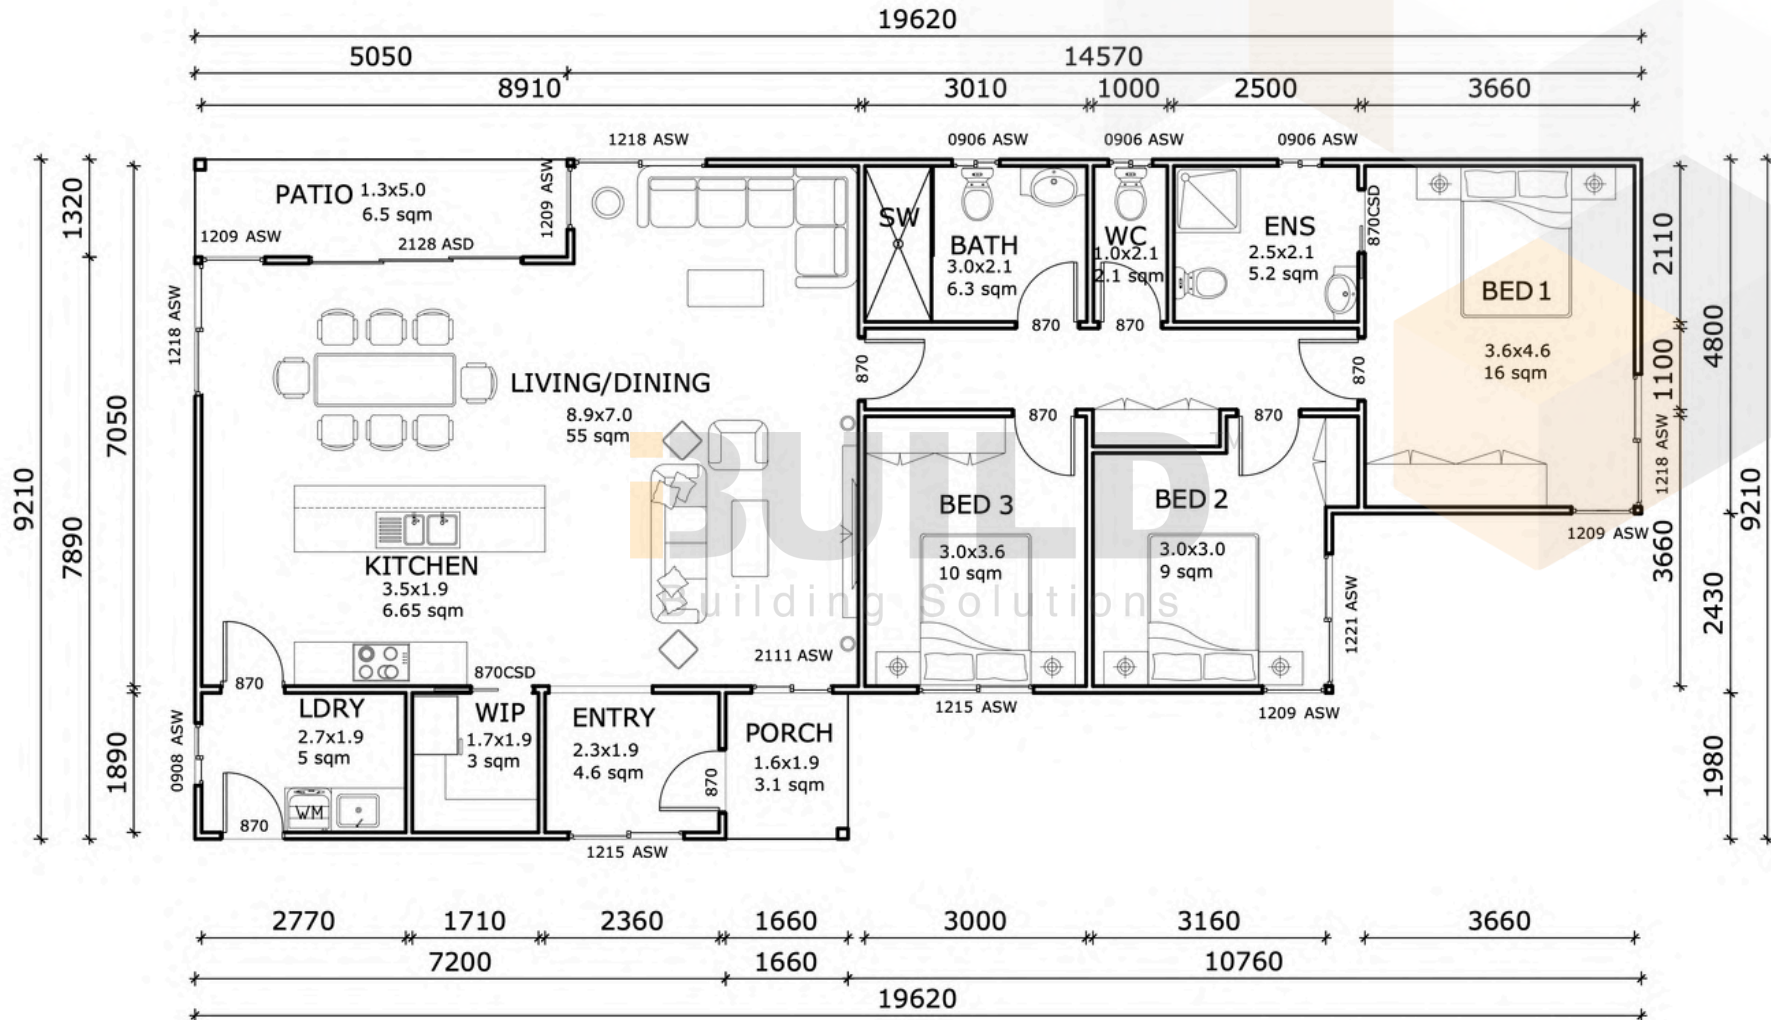 19620
5050 14570
8910 3010 1000 2500 3660
1218 ASW 0906 ASW 0906 ASW 0906 ASW
PATIO 1.3x5.0
6.5 sqm
1209 ASW
2128 ASD
1209 ASW
1218 ASW
SW
BATH
3.0x2.1
6.3 sqm
WC
1.0x2.1
2.1 sqm
ENS
2.5x2.1
5.2 sqm
870CSD
BED 1
3.6x4.6
16 sqm
870
870
870
870
870
870
LIVING/DINING
8.9x7.0
55 sqm
iBUILD
TM
Building Solutions
KITCHEN
3.5x1.9
6.65 sqm
BED 3
3.0x3.6
10 sqm
BED 2
3.0x3.0
9 sqm
1218 ASW
1209 ASW
1221 ASW
2111 ASW
870
870CSD
1215 ASW
1209 ASW
LDRY
2.7x1.9
5 sqm
WIP
1.7x1.9
3 sqm
ENTRY
2.3x1.9
4.6 sqm
PORCH
1.6x1.9
3.1 sqm
0908 ASW
870
WM
870
1215 ASW
9210
1320
7890
7050
1890
2110
1100
3660
4800
2430
1980
9210
2770 1710 2360 1660 3000 3160 3660
7200 1660 10760
19620